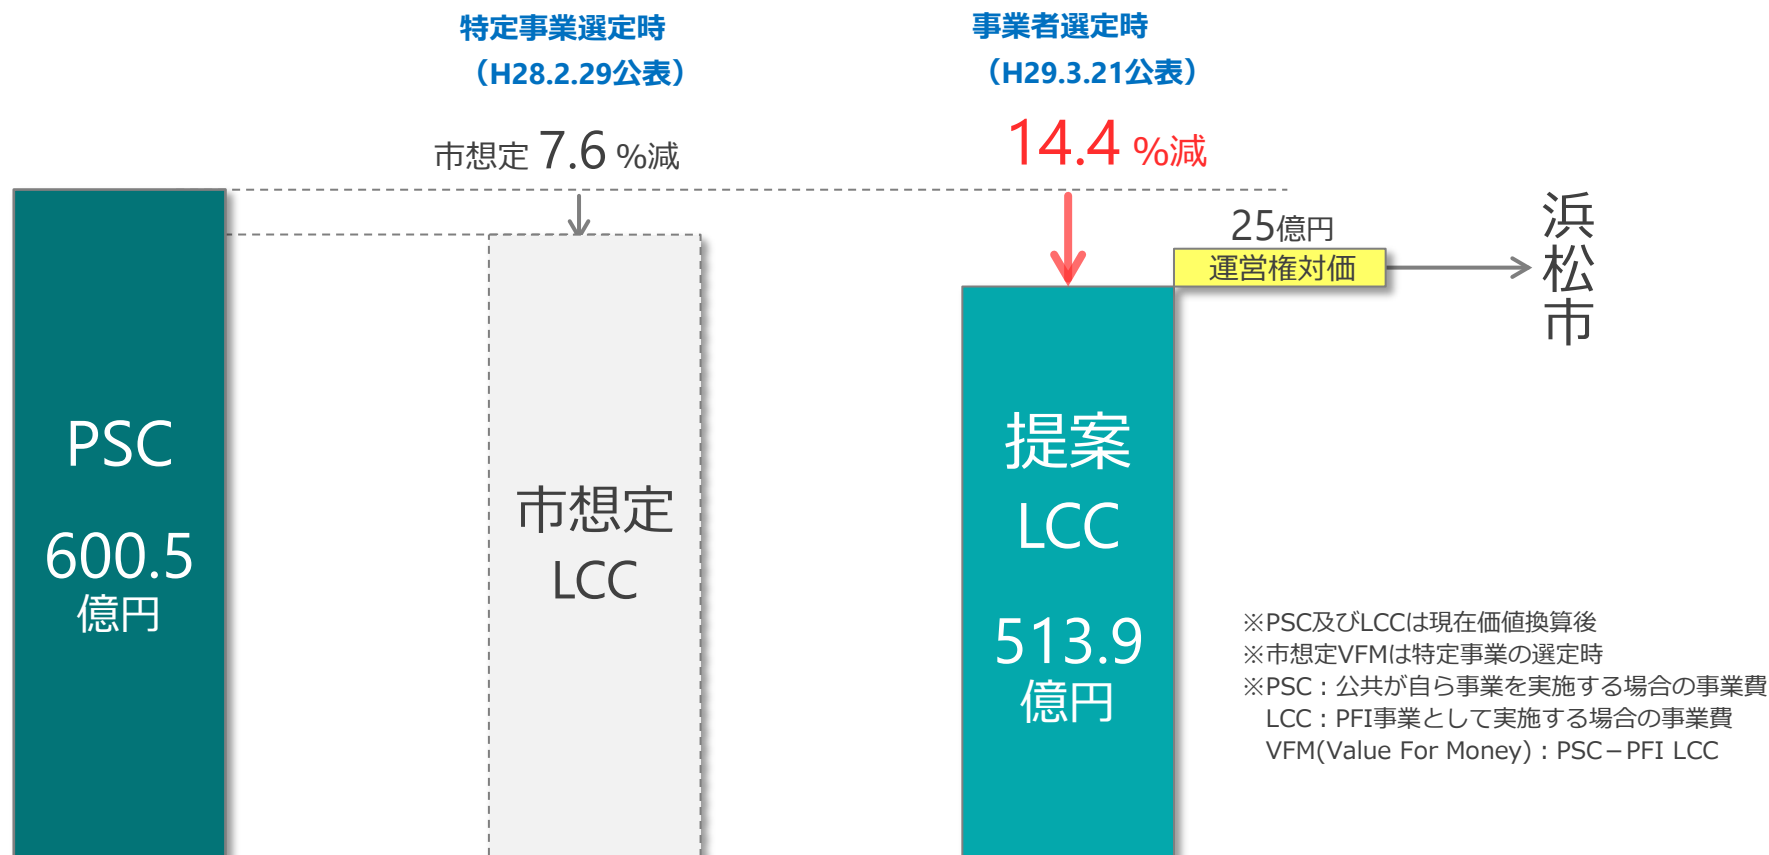 特定事業選定時
（H28.2.29公表）
事業者選定時
（H29.3.21公表）
市想定 7.6 %減
14.4 %減
25億円
運営権対価
浜松市
PSC
600.5
億円
市想定
LCC
提案
LCC
513.9
億円
※PSC及びLCCは現在価値換算後
※市想定VFMは特定事業の選定時
※PSC：公共が自ら事業を実施する場合の事業費
LCC：PFI事業として実施する場合の事業費
VFM(Value For Money)：PSC－PFI LCC